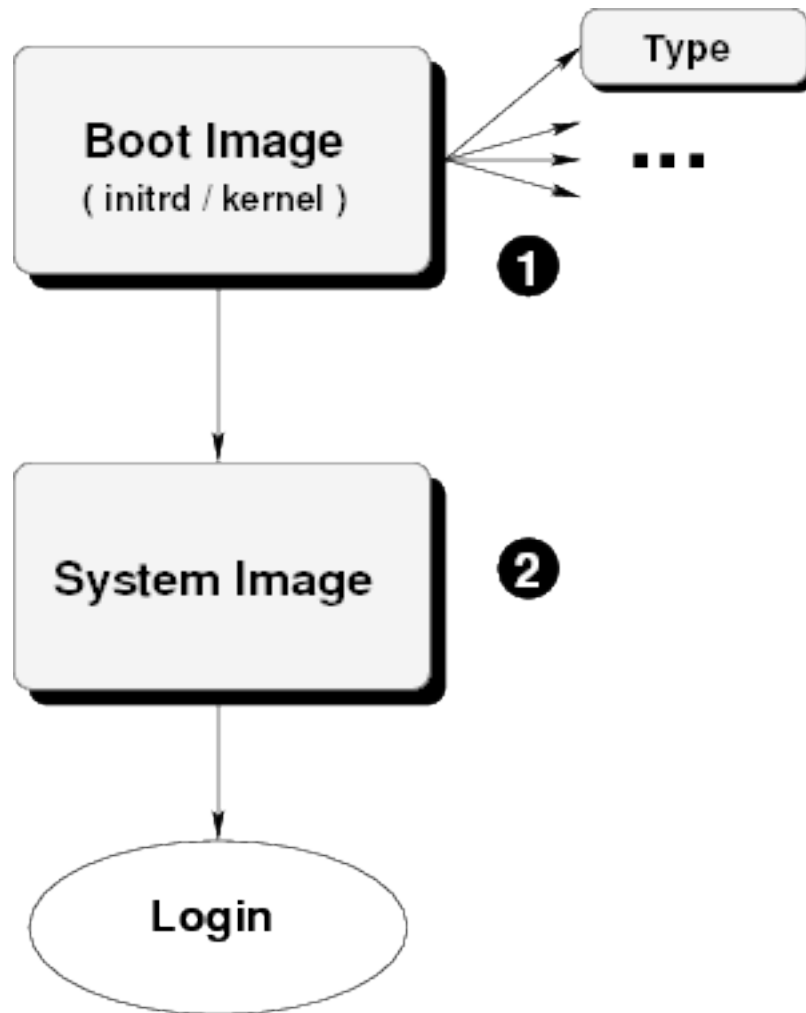 Type
Boot Image
( initrd / kernel )
...
1
System Image
2
Login